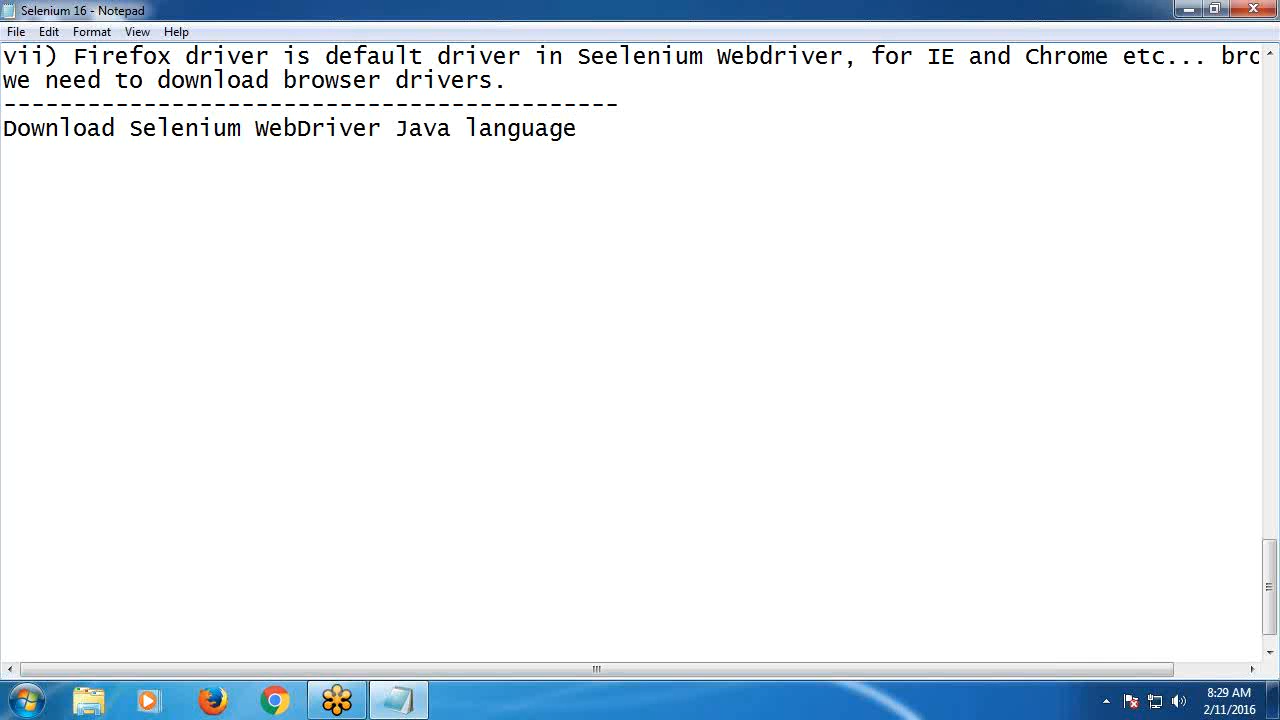 Selenium 16 - Notepad
File Edit Format View Help
vii) Firefox driver is default driver in Seelenium Webdriver, for IE and Chrome etc... bro
we need to download browser drivers.
--------------------------------------------
Download Selenium WebDriver Java language
8:29 AM
2/11/2016